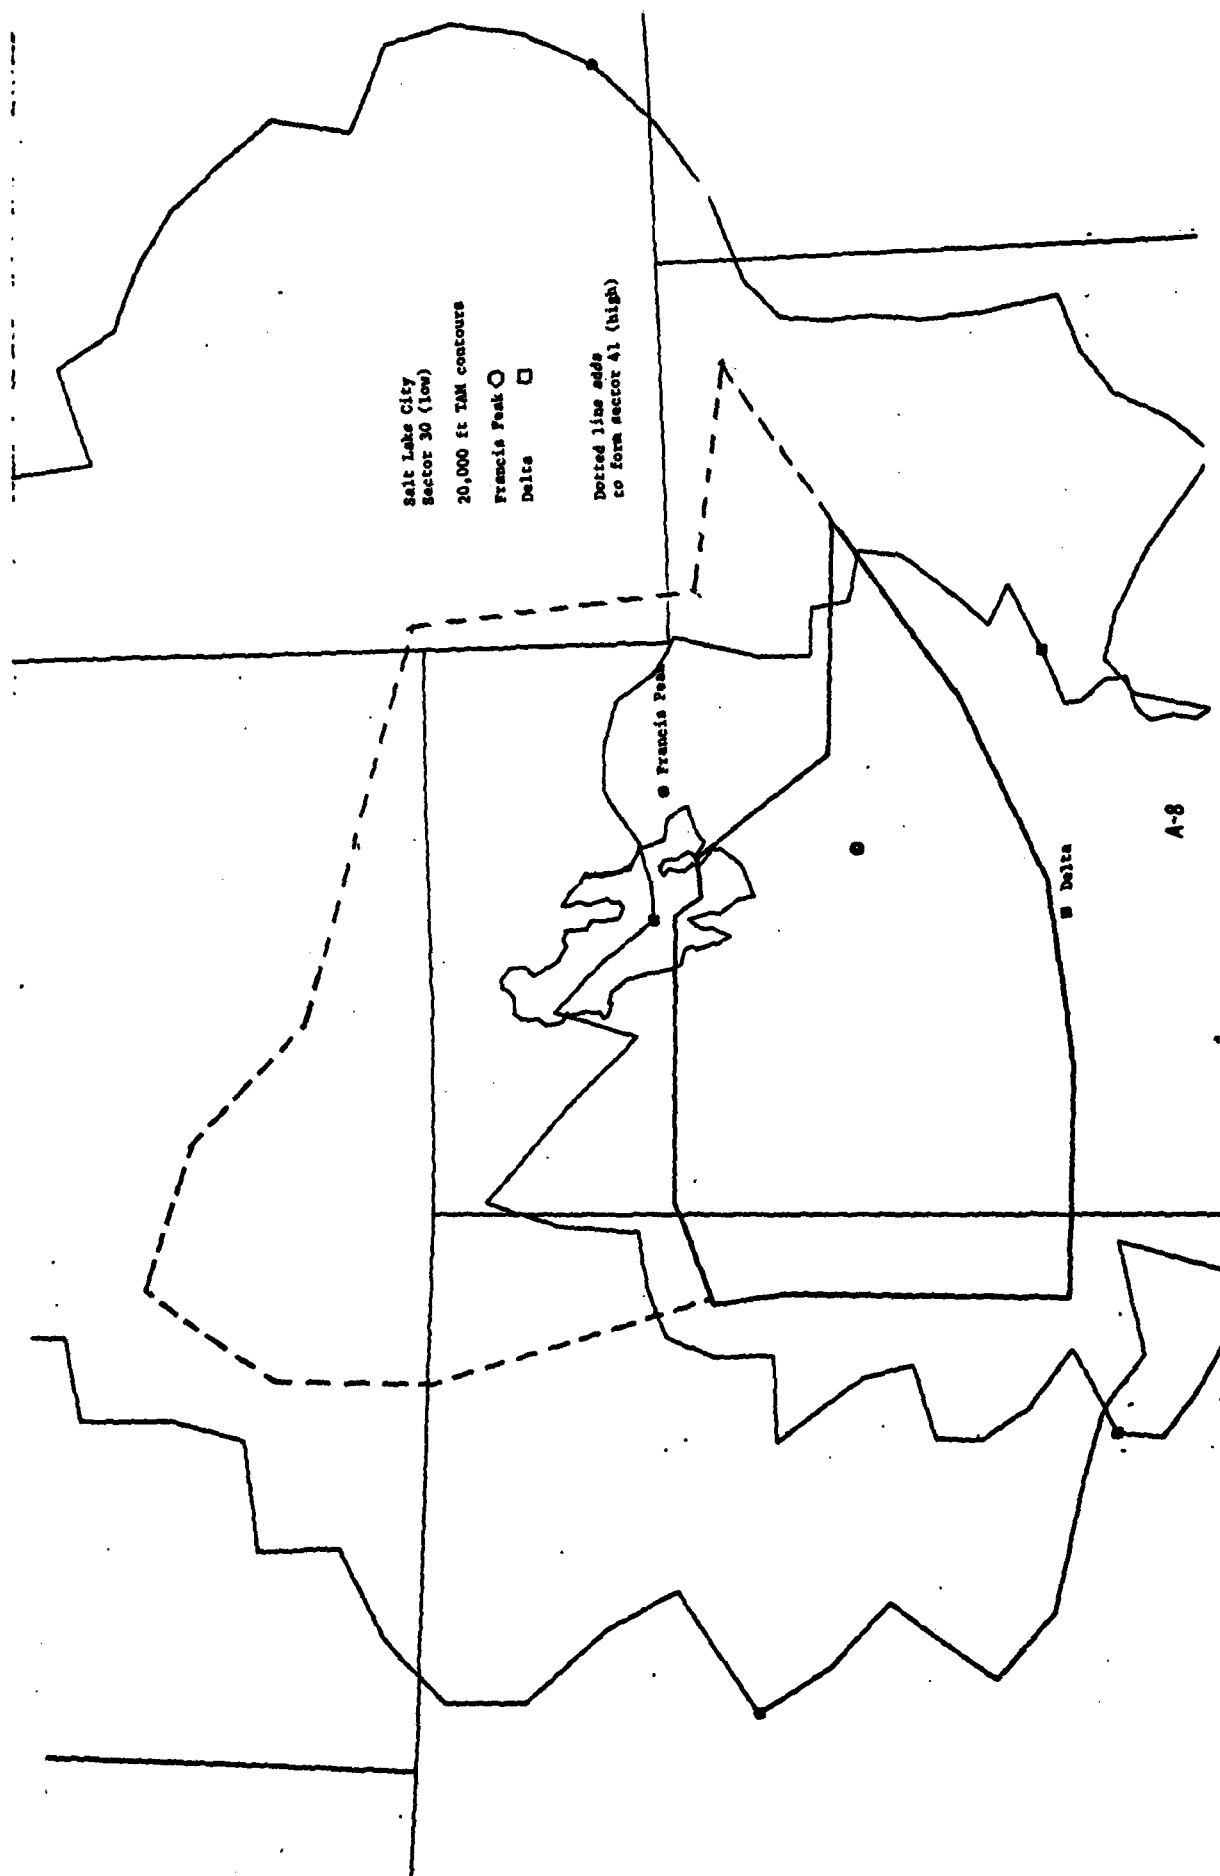 Salt Lake City
Sector 30 (low)
20,000 ft TAM contours
Francis Peak
Delta
Dotted line adds
to form sector 41 (high)
Francis Peak
Delta
A-8